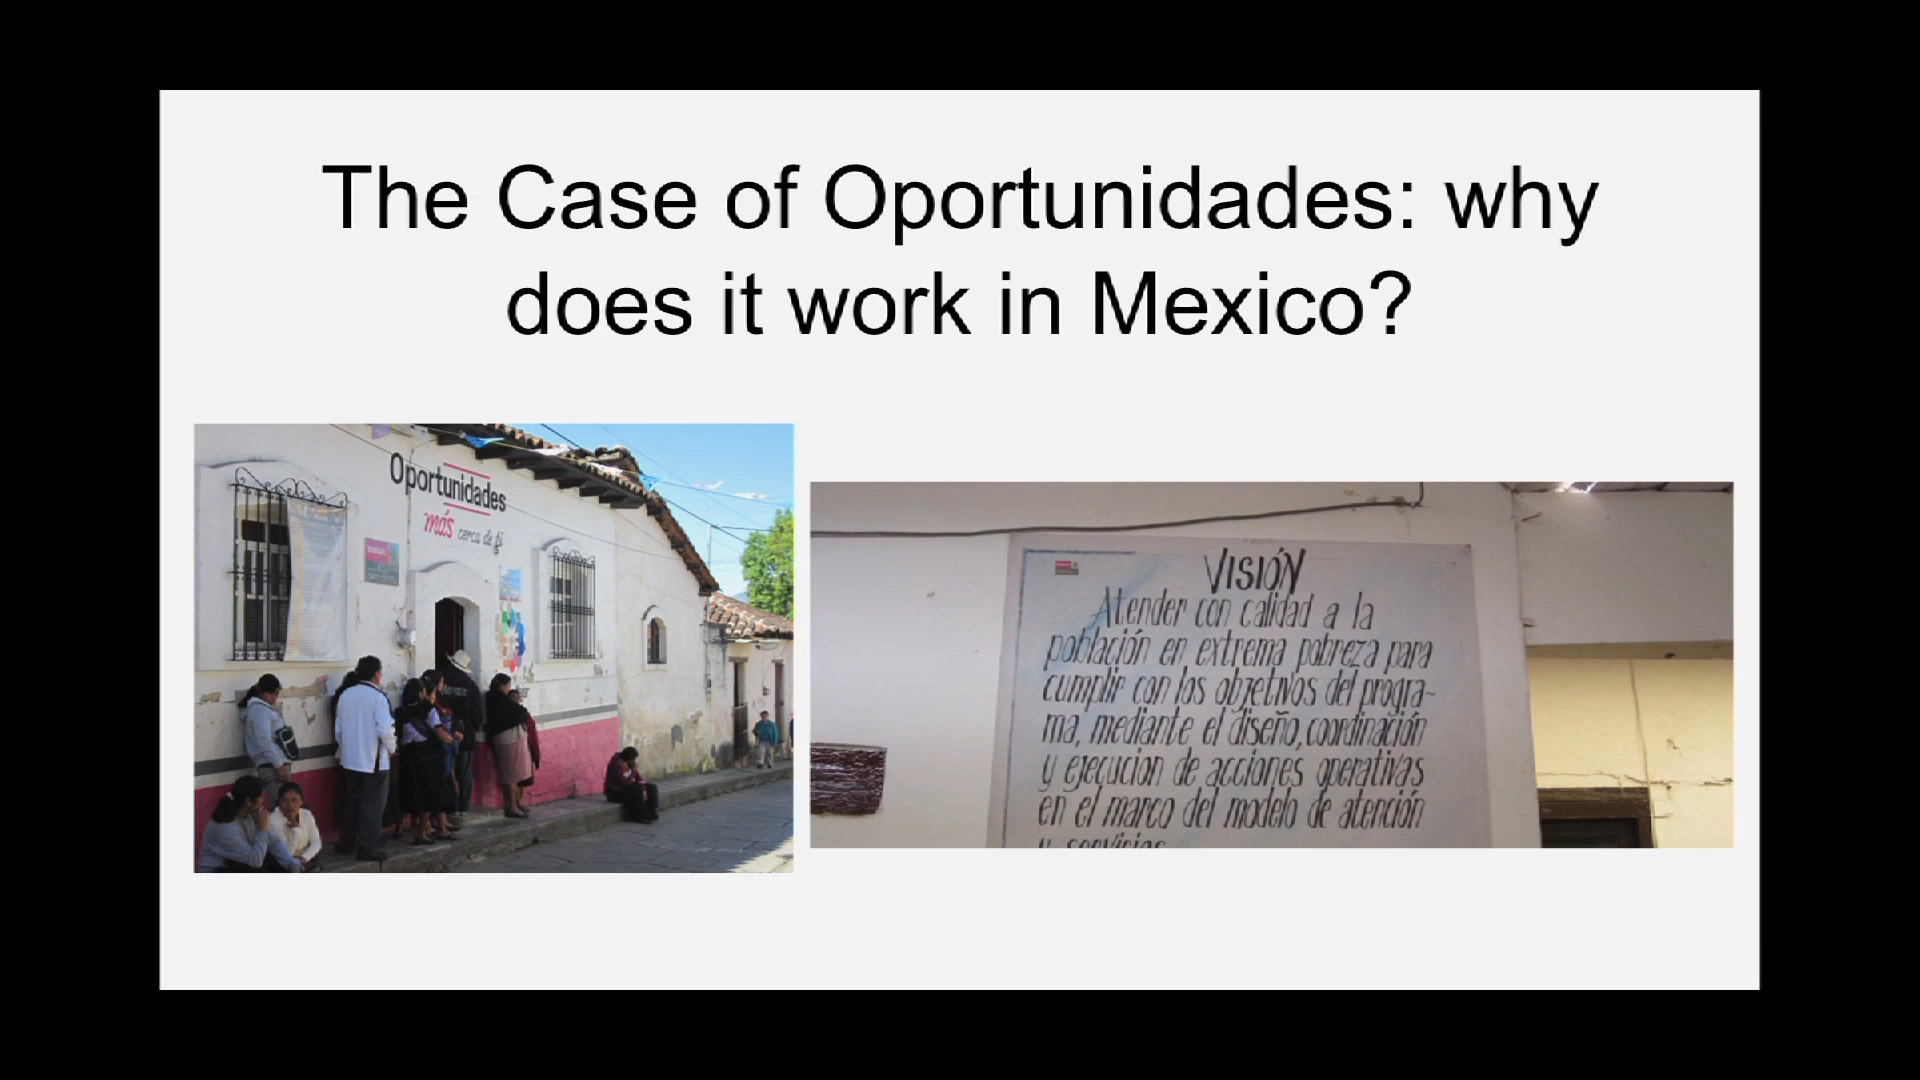 The Case of Oportunidades: why
does it work in Mexico?
Oportunidades
más cerca de ti
VISIÓN
Atender con calidad a la
población en extrema pobreza para
cumplir con los objetivos del progra~
ma, mediante el diseño, coordinación
y ejecución de acciones operativas
en el marco del modelo de atención
y servicios